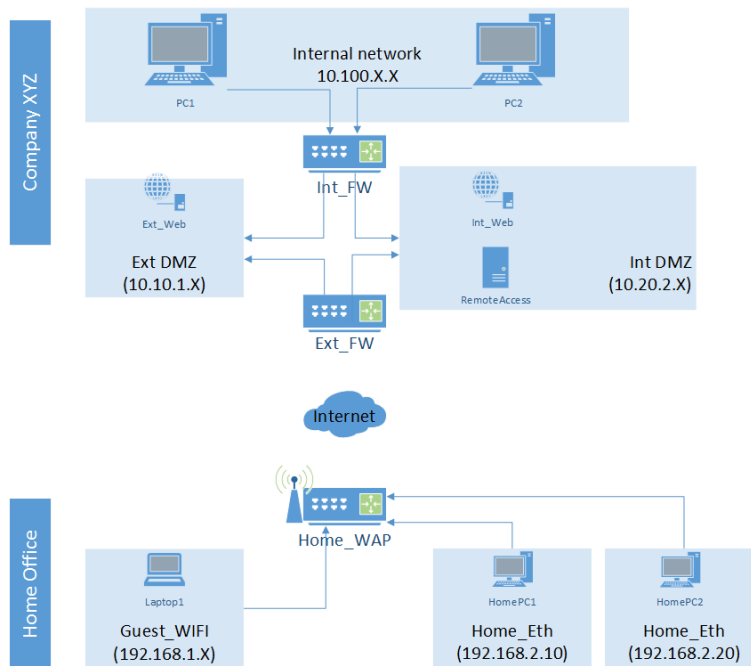 Company XYZ
Internal network
10.100.X.X
PC1
PC2
Int_FW
Ext_Web
Ext DMZ
(10.10.1.X)
Int_Web
Int DMZ
(10.20.2.X)
RemoteAccess
Ext_FW
Internet
Home Office
Home_WAP
Laptop1
Guest_WIFI
(192.168.1.X)
HomePC1
Home_Eth
(192.168.2.10)
HomePC2
Home_Eth
(192.168.2.20)